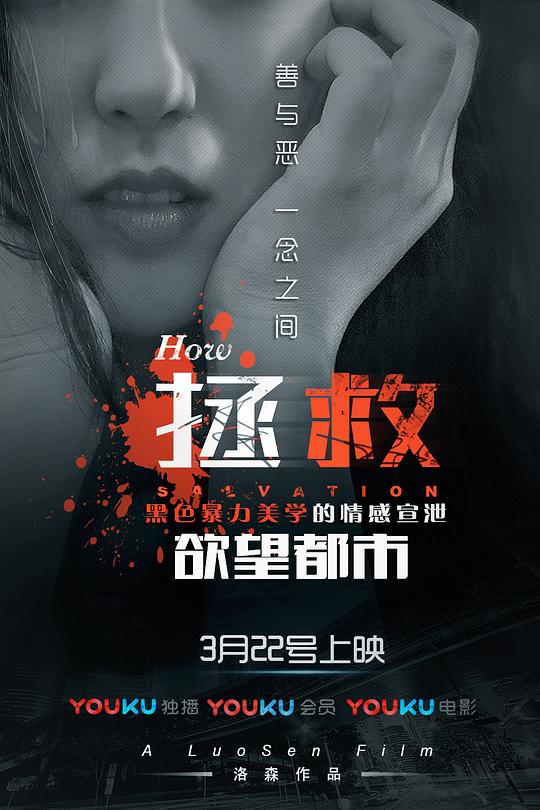 善与恶 一念之间
How
拯救
SALVATION
黑色暴力美学的情感宣泄
欲望都市
3月22号上映
YOUKU独播 YOUKU会员 YOUKU电影
A LuoSen Film
洛森作品